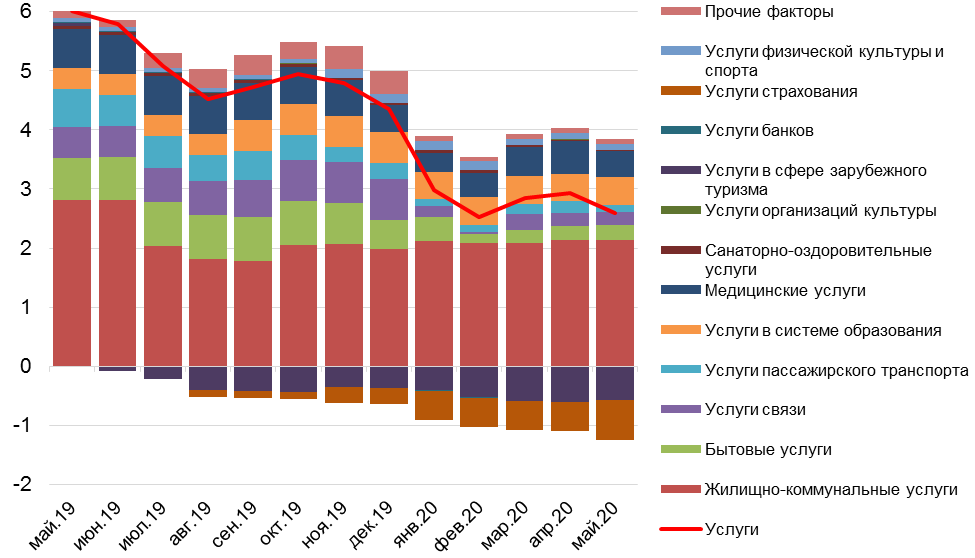 6
5
4
3
2
1
0
-1
-2
май.19
июн.19
июл.19
авг.19
сен.19
окт.19
ноя.19
дек.19
янв.20
фев.20
мар.20
апр.20
май.20
Прочие факторы
Услуги физической культуры и
спорта
Услуги страхования
Услуги банков
Услуги в сфере зарубежного
туризма
Услуги организаций культуры
Санаторно-оздоровительные
услуги
Медицинские услуги
Услуги в системе образования
Услуги пассажирского транспорта
Услуги связи
Бытовые услуги
Жилищно-коммунальные услуги
Услуги